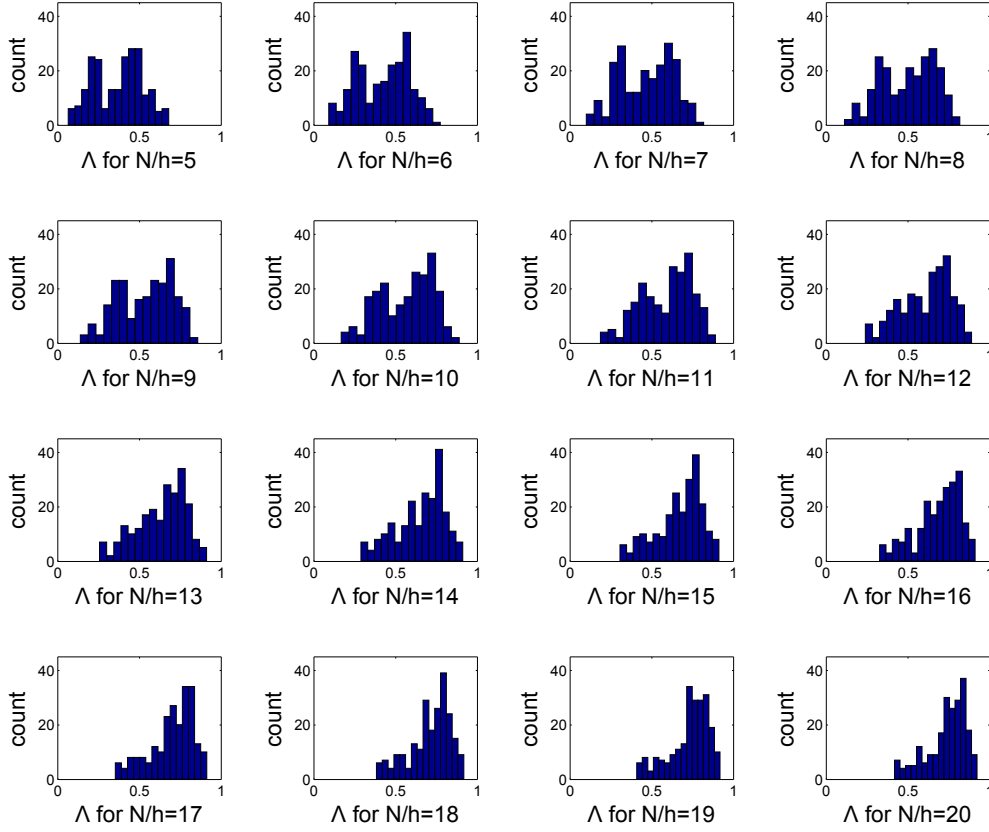 count
40
20
0
0 0.5 1
Λ for N/h=5
count
40
20
0
0 0.5 1
Λ for N/h=6
count
40
20
0
0 0.5 1
Λ for N/h=7
count
40
20
0
0 0.5 1
Λ for N/h=8
count
40
20
0
0 0.5 1
Λ for N/h=9
count
40
20
0
0 0.5 1
Λ for N/h=10
count
40
20
0
0 0.5 1
Λ for N/h=11
count
40
20
0
0 0.5 1
Λ for N/h=12
count
40
20
0
0 0.5 1
Λ for N/h=13
count
40
20
0
0 0.5 1
Λ for N/h=14
count
40
20
0
0 0.5 1
Λ for N/h=15
count
40
20
0
0 0.5 1
Λ for N/h=16
count
40
20
0
0 0.5 1
Λ for N/h=17
count
40
20
0
0 0.5 1
Λ for N/h=18
count
40
20
0
0 0.5 1
Λ for N/h=19
count
40
20
0
0 0.5 1
Λ for N/h=20